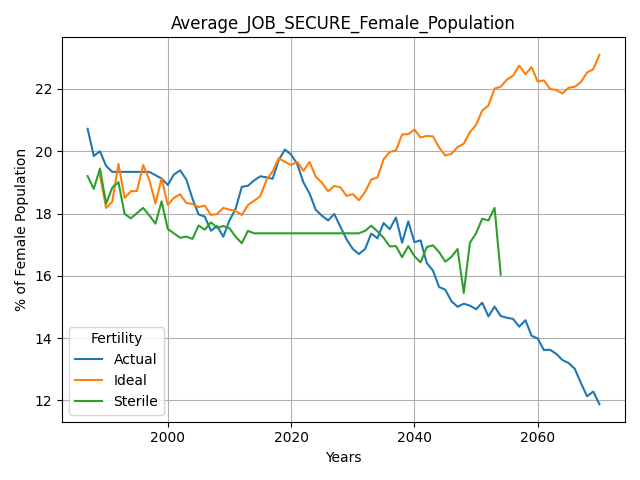 Average_JOB_SECURE_Female_Population
% of Female Population
22
20
18
16
14
12
Fertility
Actual
Ideal
Sterile
2000 2020 2040 2060
Years